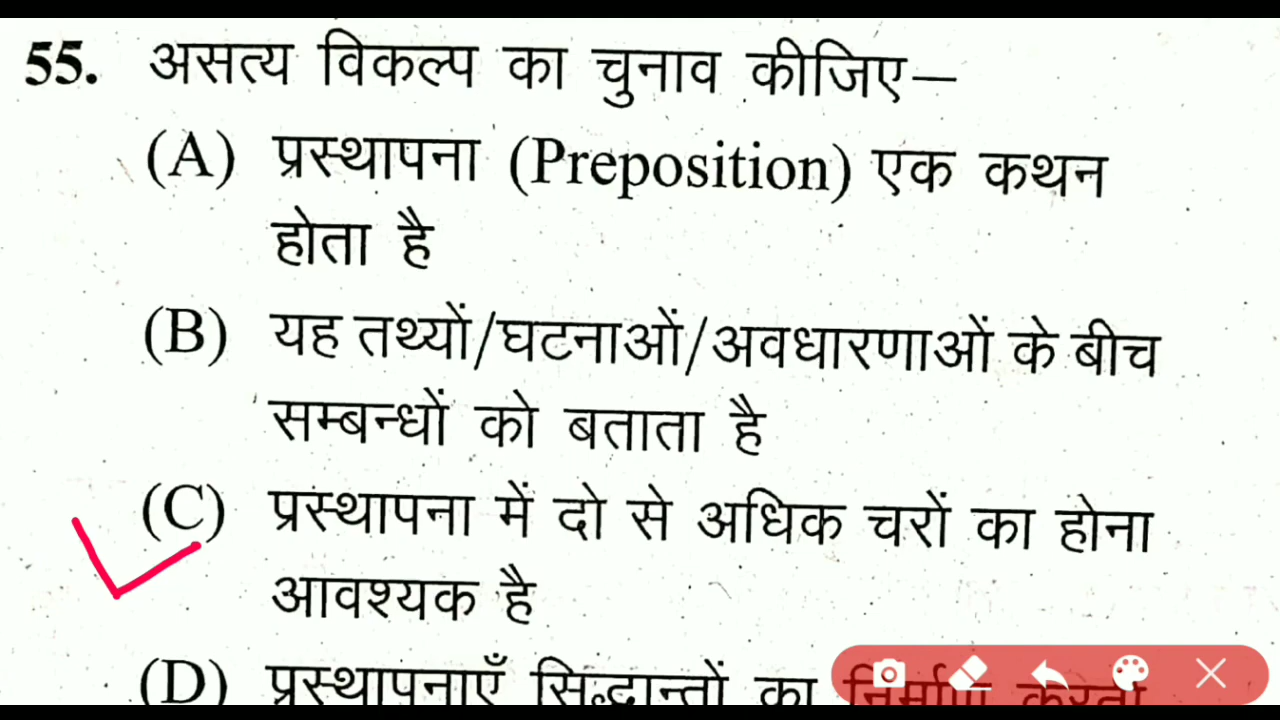 55. असत्य विकल्प का चुनाव कीजिए—
(A) प्रस्थापना (Preposition) एक कथन
होता है
(B) यह तथ्यों/घटनाओं/अवधारणाओं के बीच
सम्बन्धों को बताता है
(C) प्रस्थापना में दो से अधिक चरों का होना
आवश्यक है
(D) प्रस्थापनाएँ सिद्धान्तों का निर्माण करती